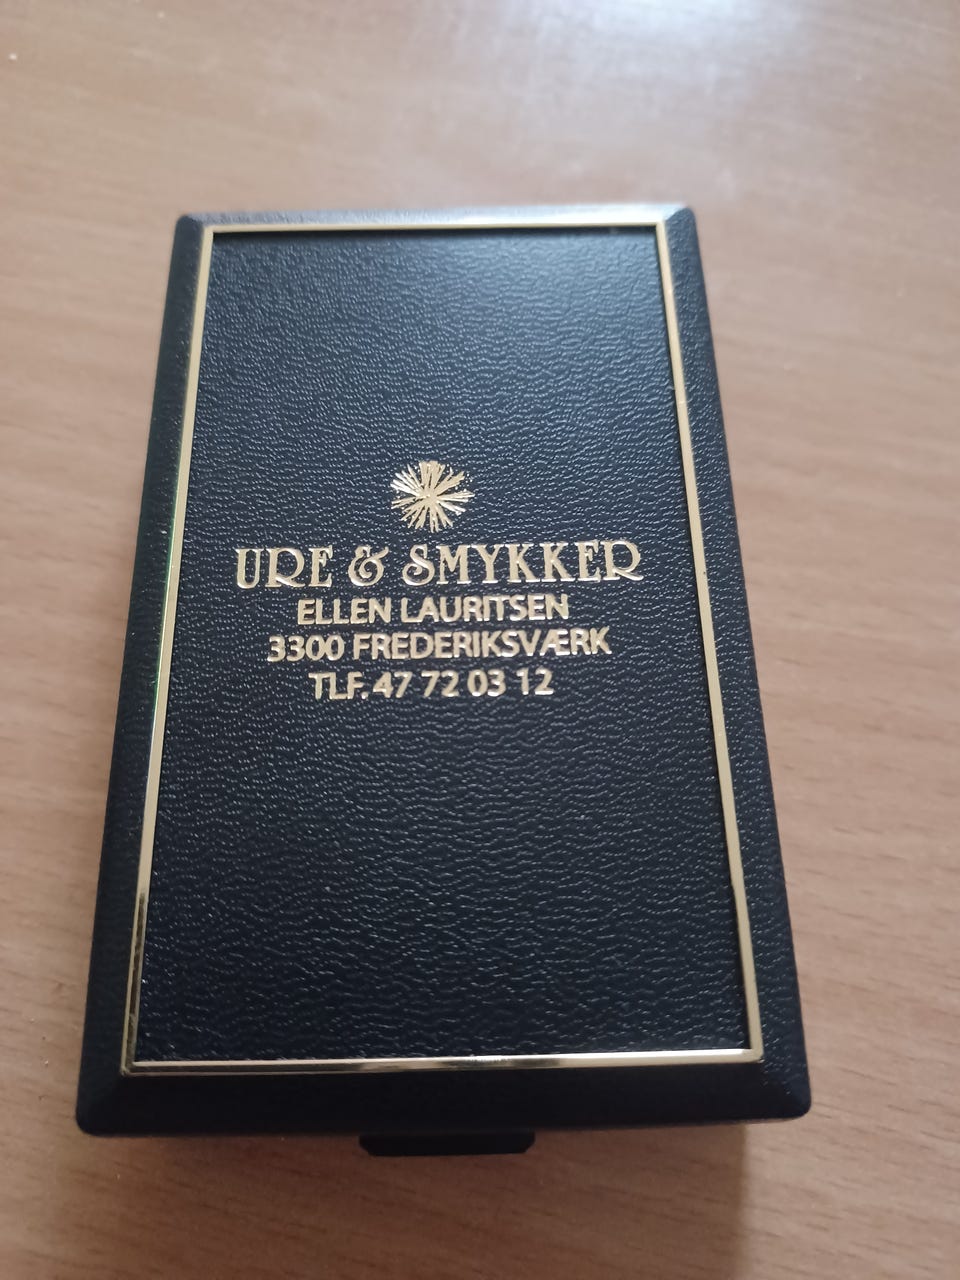 URE & SMYKKER
ELLEN LAURITSEN
3300 FREDERIKSVÆRK
TLF. 47 72 03 12